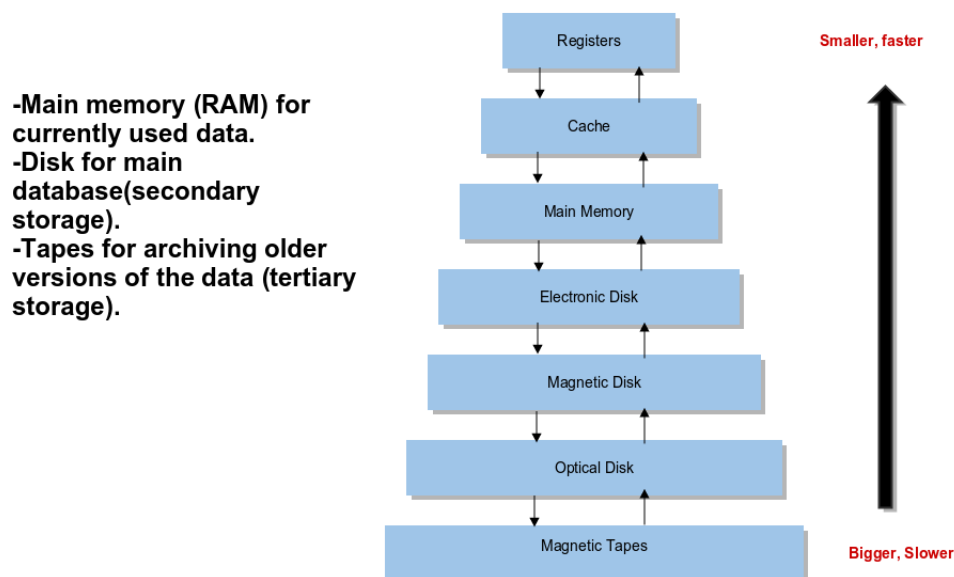 Registers
Smaller, faster
-Main memory (RAM) for
currently used data.
-Disk for main
database(secondary
storage).
-Tapes for archiving older
versions of the data (tertiary
storage).
Cache
Main Memory
Electronic Disk
Magnetic Disk
Optical Disk
Magnetic Tapes
Bigger, Slower